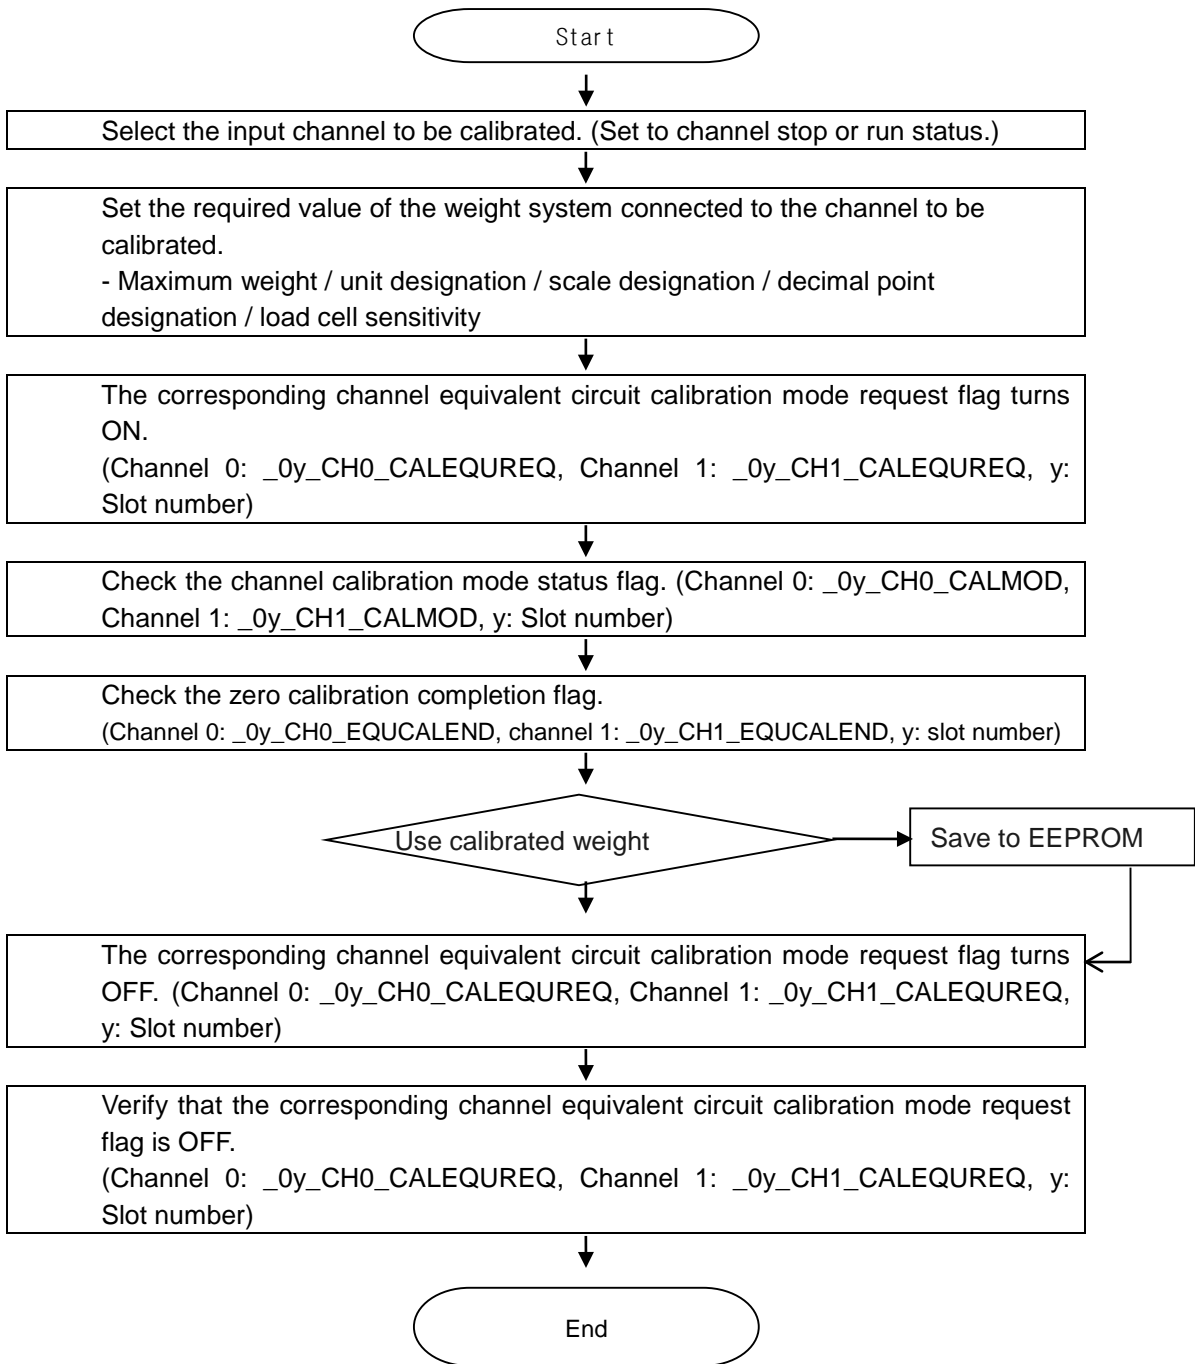 Start
Select the input channel to be calibrated. (Set to channel stop or run status.)
Set the required value of the weight system connected to the channel to be
calibrated.
- Maximum weight / unit designation / scale designation / decimal point
designation / load cell sensitivity
The corresponding channel equivalent circuit calibration mode request flag turns
ON.
(Channel 0: _0y_CH0_CALEQUREQ, Channel 1: _0y_CH1_CALEQUREQ, y:
Slot number)
Check the channel calibration mode status flag. (Channel 0: _0y_CH0_CALMOD,
Channel 1: _0y_CH1_CALMOD, y: Slot number)
Check the zero calibration completion flag.
(Channel 0: _0y_CH0_EQUCALEND, channel 1: _0y_CH1_EQUCALEND, y: slot number)
Use calibrated weight
Save to EEPROM
The corresponding channel equivalent circuit calibration mode request flag turns
OFF. (Channel 0: _0y_CH0_CALEQUREQ, Channel 1: _0y_CH1_CALEQUREQ,
y: Slot number)
Verify that the corresponding channel equivalent circuit calibration mode request
flag is OFF.
(Channel 0: _0y_CH0_CALEQUREQ, Channel 1: _0y_CH1_CALEQUREQ, y:
Slot number)
End